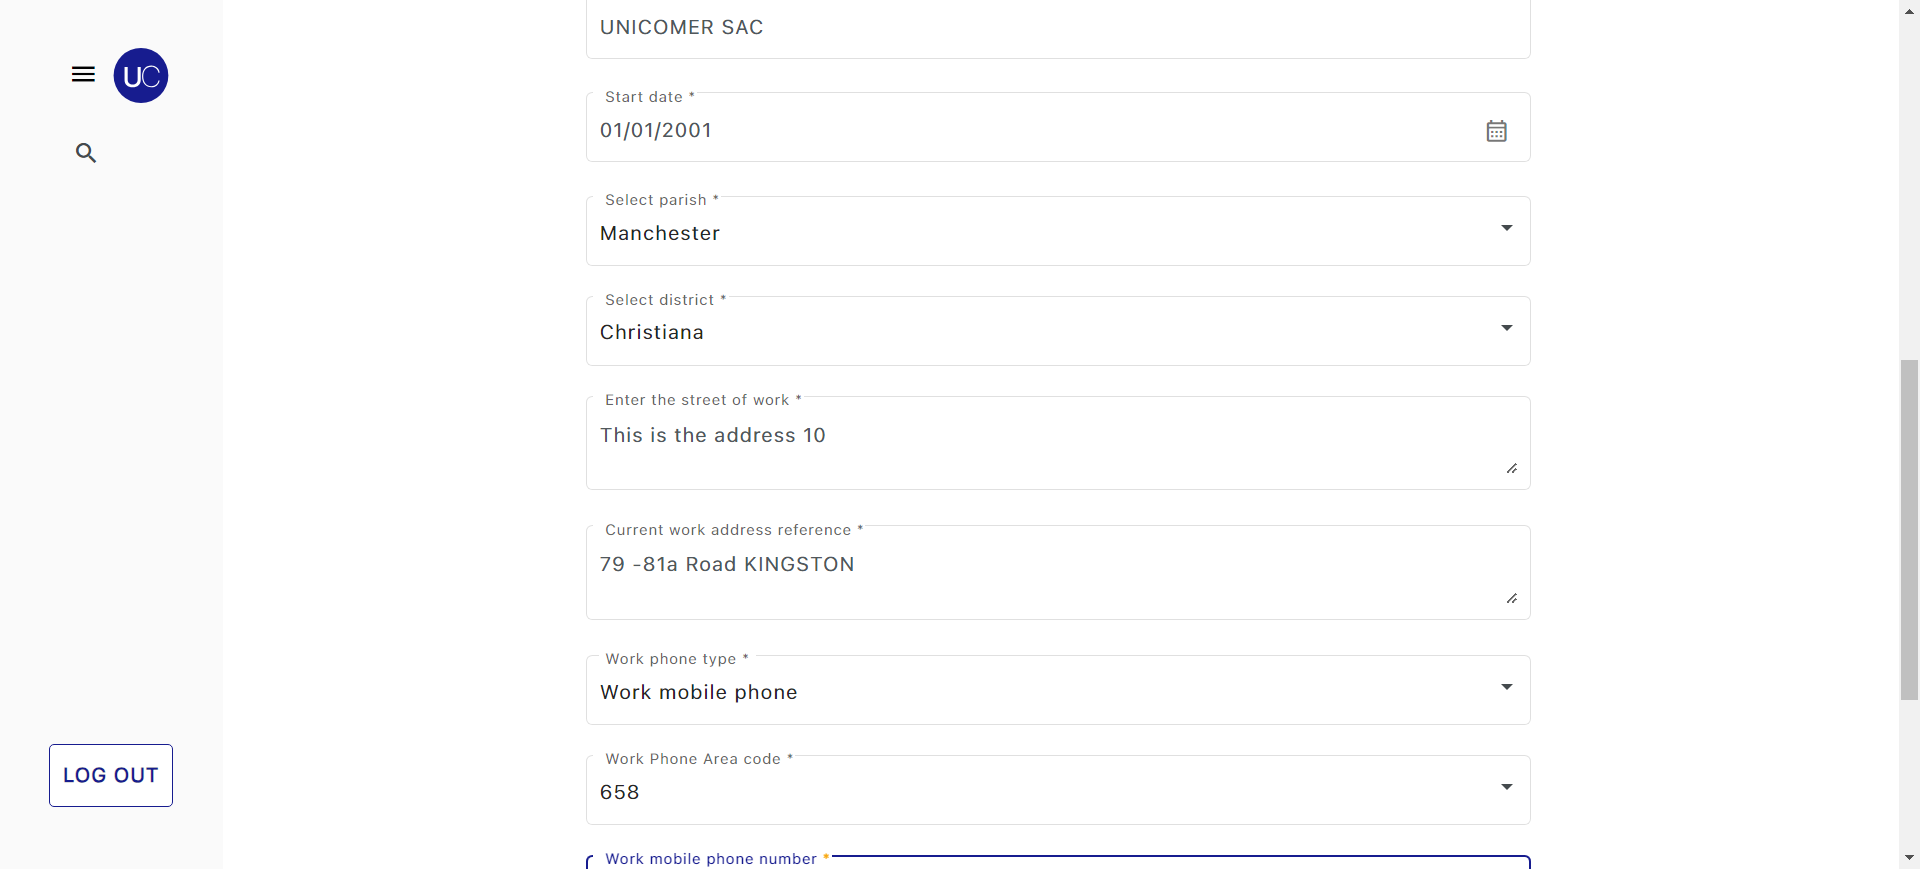 UC
UNICOMER SAC
Start date *
01/01/2001
Select parish *
Manchester
Select district *
Christiana
Enter the street of work *
This is the address 10
Current work address reference *
79 -81a Road KINGSTON
Work phone type *
Work mobile phone
LOG OUT
Work Phone Area code *
658
Work mobile phone number *